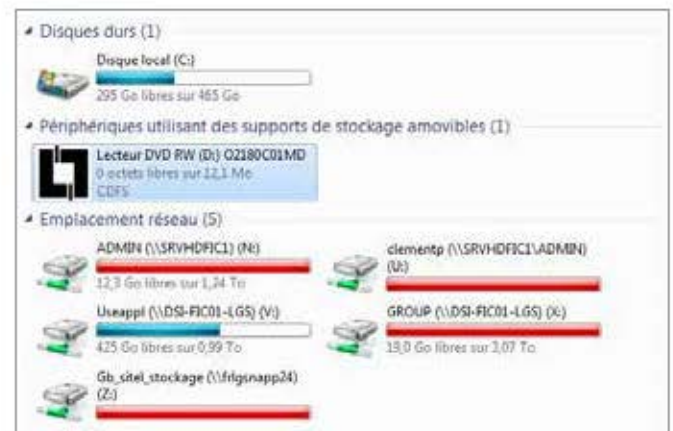 Disques durs (1)
Disque local (C:)
295 Go libres sur 465 Go
Périphériques utilisant des supports de stockage amovibles (1)
Lecteur DVD RW (D:) O2180C01MD
0 octets libres sur 12,1 Mo
CDFS
Emplacement réseau (5)
ADMIN (\\SRVHDFIC1) (N:)
12,3 Go libres sur 1,24 To
clementp (\\SRVHDFIC1\ADMIN)
(U:)
Useappl (\\DSI-FIC01-LGS) (V:)
425 Go libres sur 0,99 To
GROUP (\\DSI-FIC01-LGS) (X:)
19,0 Go libres sur 2,07 To
Gb_sitel_stockage (\\frlgsnapp24)
(Z:)